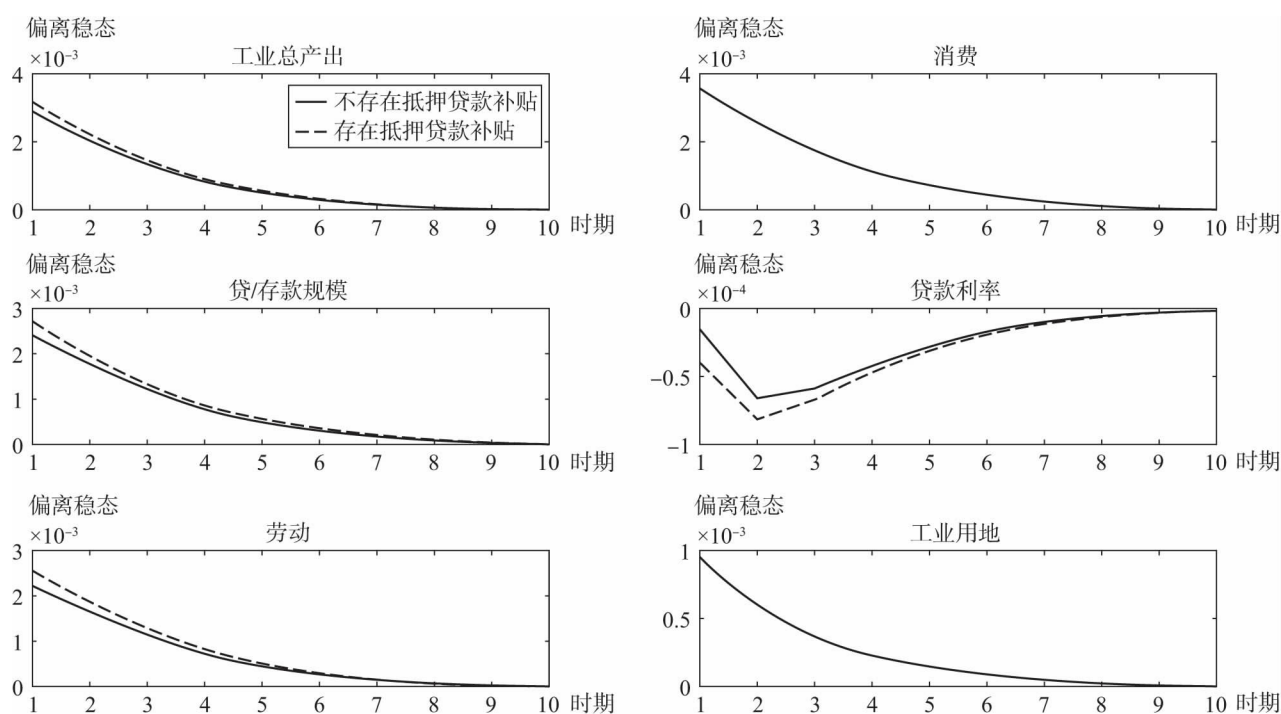 偏离稳态
×10⁻³
工业总产出
4
2
0
不存在抵押贷款补贴
存在抵押贷款补贴
1 2 3 4 5 6 7 8 9 10 时期
偏离稳态
×10⁻³
消费
4
2
0
1 2 3 4 5 6 7 8 9 10 时期
偏离稳态
×10⁻³
贷/存款规模
3
2
1
0
1 2 3 4 5 6 7 8 9 10 时期
偏离稳态
×10⁻⁴
贷款利率
0
−0.5
−1
1 2 3 4 5 6 7 8 9 10 时期
偏离稳态
×10⁻³
劳动
3
2
1
0
1 2 3 4 5 6 7 8 9 10 时期
偏离稳态
×10⁻³
工业用地
1
0.5
0
1 2 3 4 5 6 7 8 9 10 时期